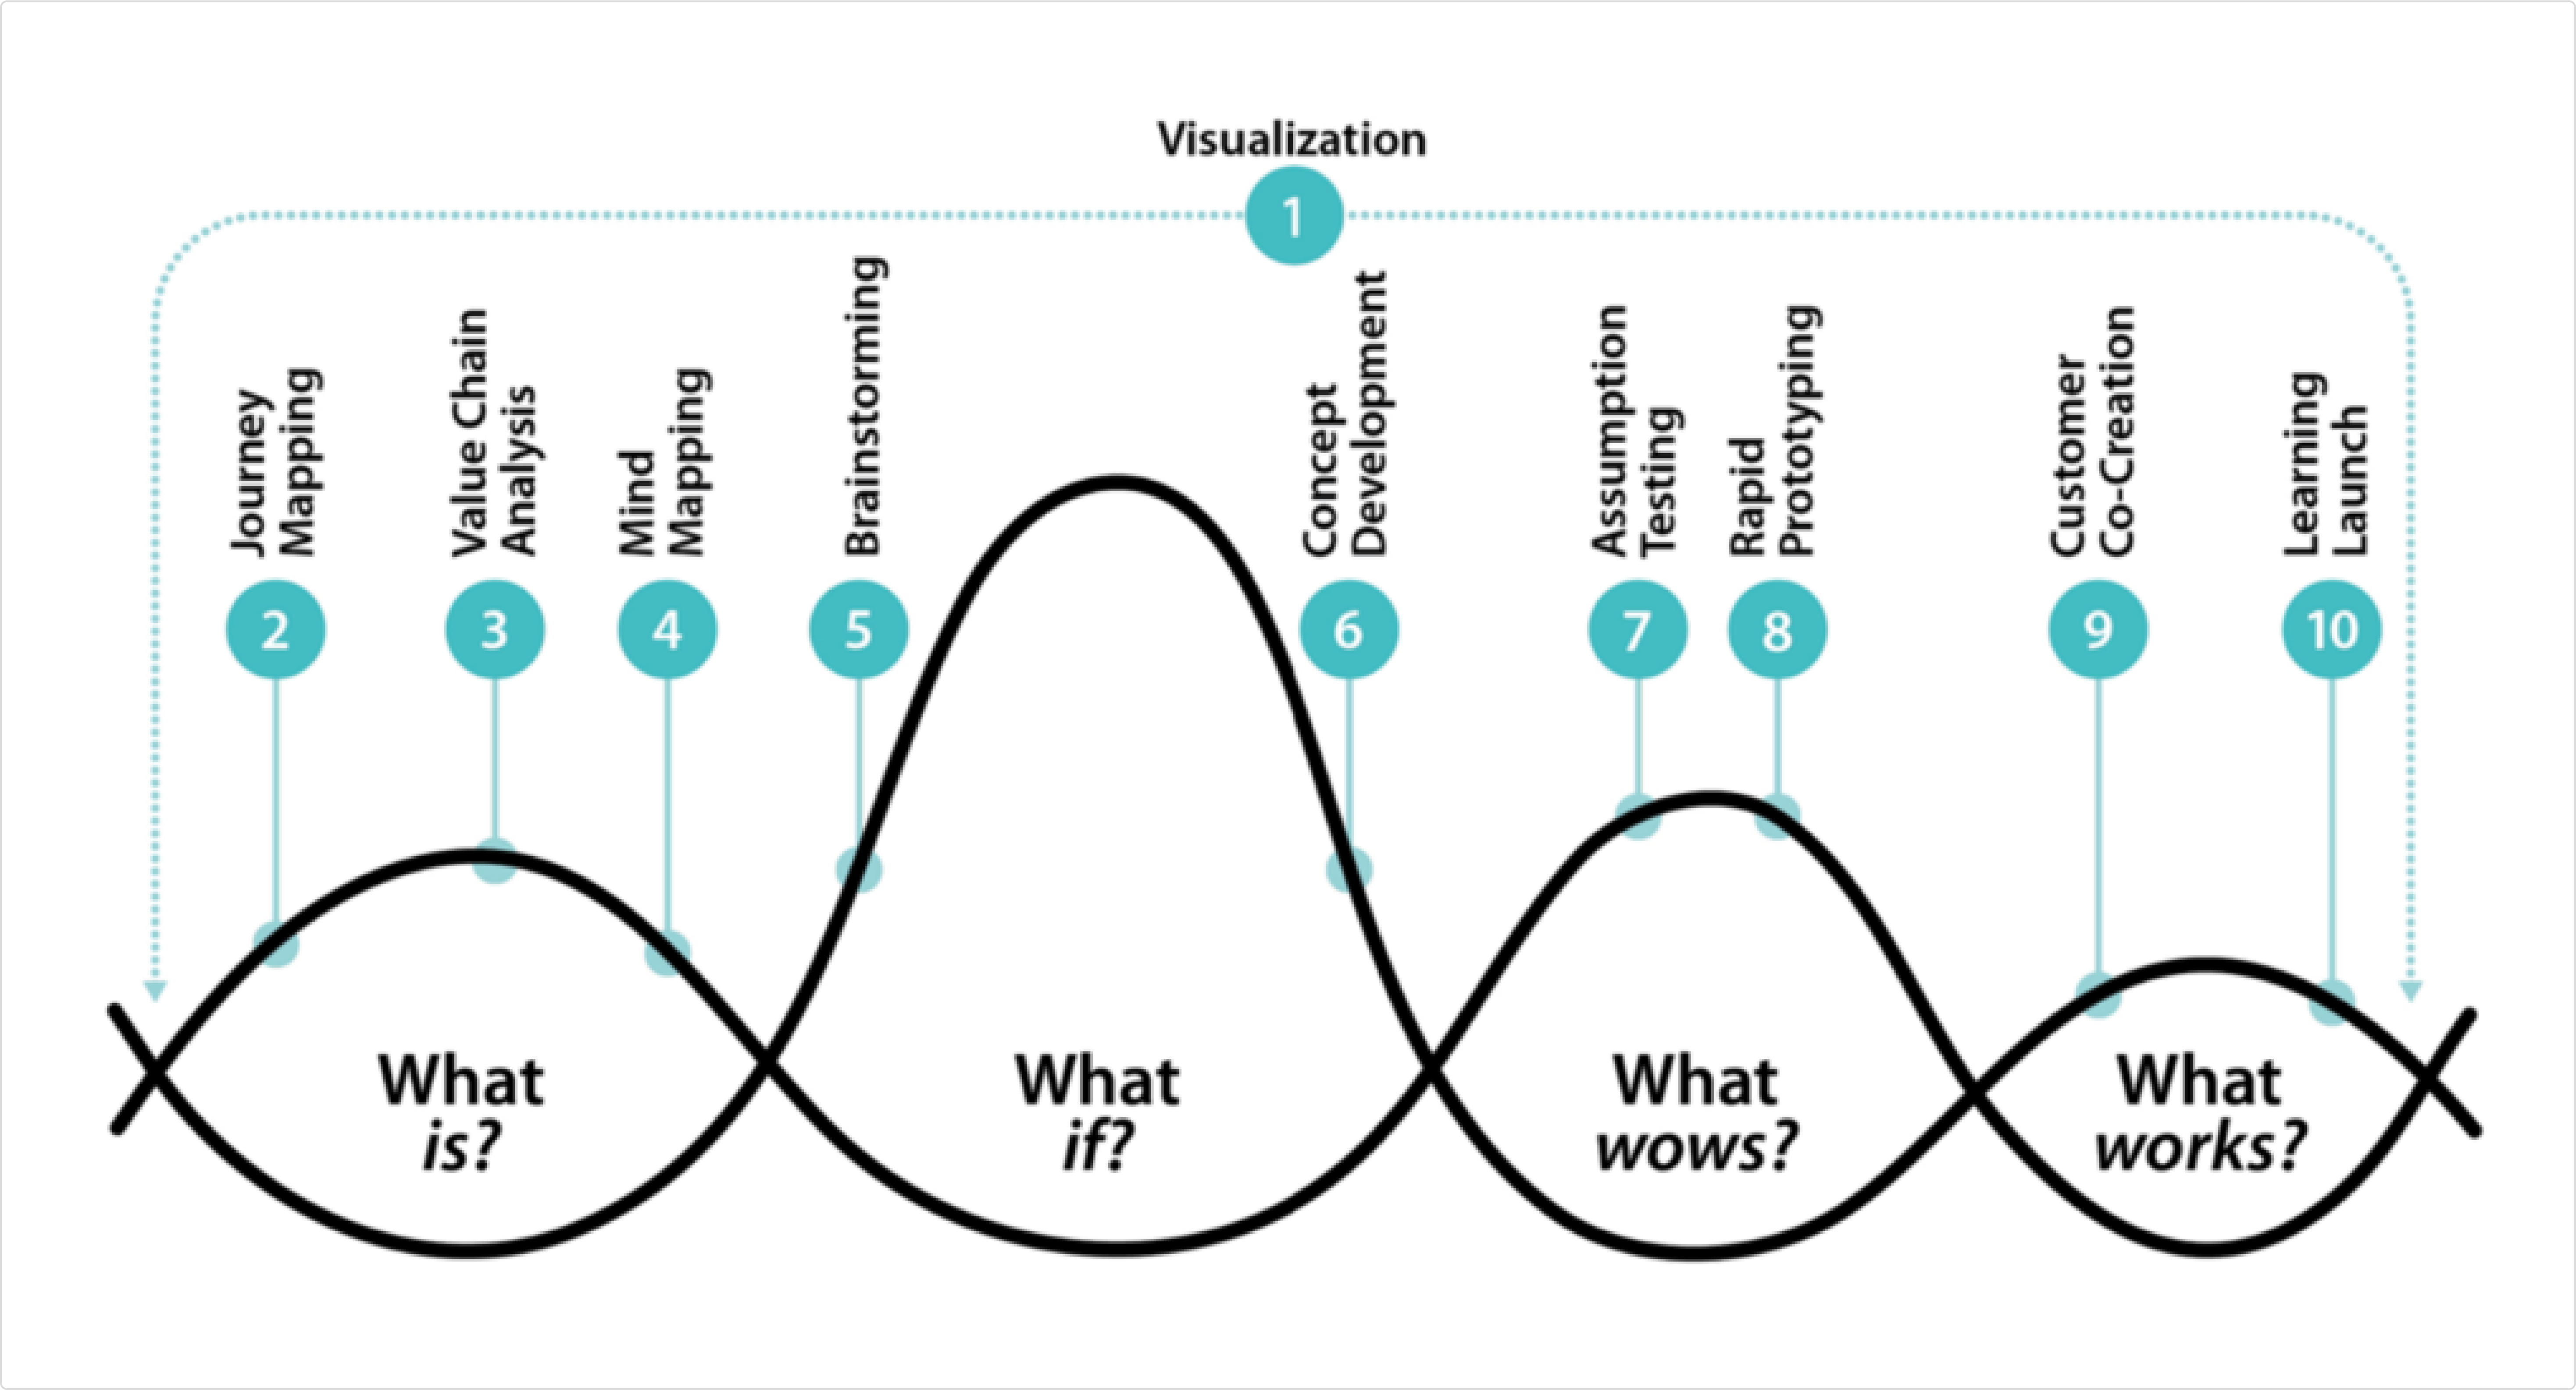 Visualization
1
Journey
Mapping
2
Value Chain
Analysis
3
Mind
Mapping
4
Brainstorming
5
Concept
Development
6
Assumption
Testing
7
Rapid
Prototyping
8
Customer
Co-Creation
9
Learning
Launch
10
What
is?
What
if?
What
wows?
What
works?